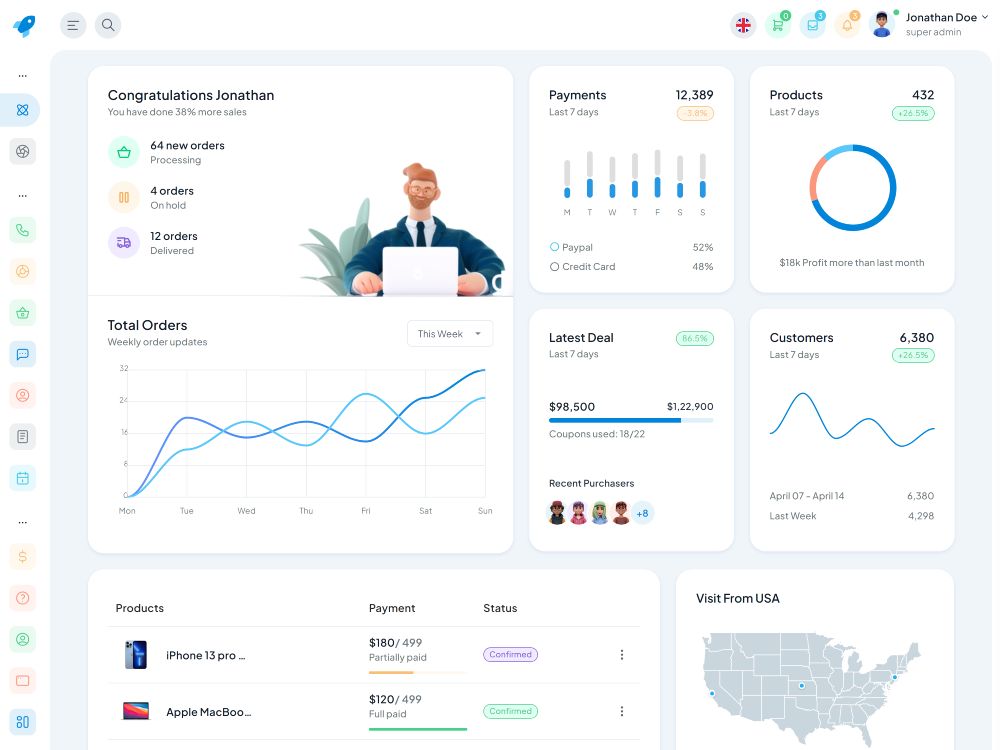 0
3
3
Jonathan Doe
super admin
Congratulations Jonathan
You have done 38% more sales
64 new orders
Processing
4 orders
On hold
12 orders
Delivered
Payments 12,389
Last 7 days -3.8%
M T W T F S S
Paypal 52%
Credit Card 48%
Products 432
Last 7 days +26.5%
$18k Profit more than last month
Total Orders
Weekly order updates
This Week
32
24
16
8
0
Mon Tue Wed Thu Fri Sat Sun
Latest Deal 86.5%
Last 7 days
$98,500 $1,22,900
Coupons used: 18/22
Recent Purchasers
+8
Customers 6,380
Last 7 days +26.5%
April 07 - April 14 6,380
Last Week 4,298
Products Payment Status
iPhone 13 pro ...
$180/ 499
Partially paid
Confirmed
Apple MacBoo...
$120/ 499
Full paid
Confirmed
Visit From USA